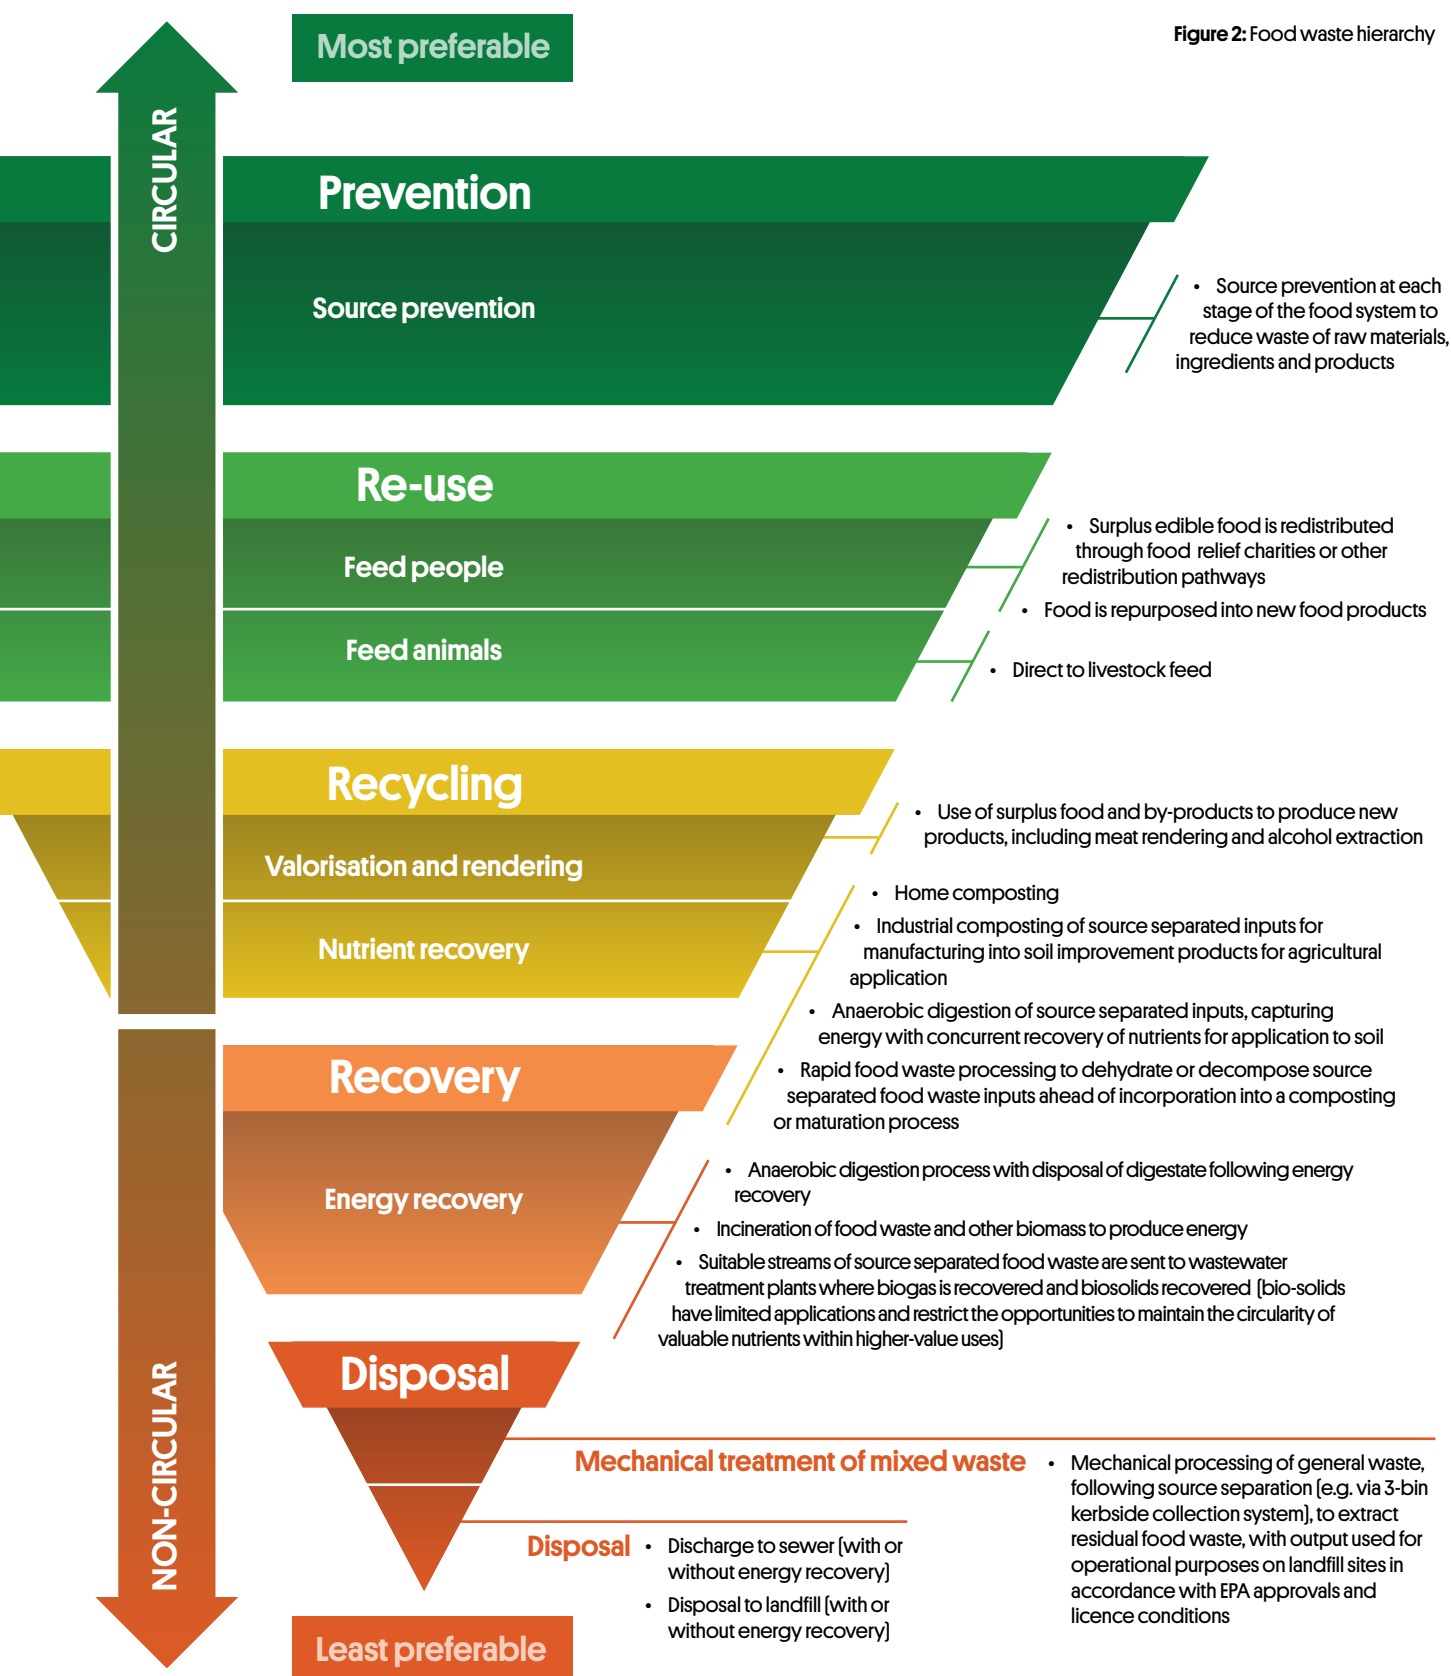 Most preferable
Figure 2: Food waste hierarchy
CIRCULAR
Prevention
Source prevention
• Source prevention at each
stage of the food system to
reduce waste of raw materials,
ingredients and products
Re-use
Feed people
• Surplus edible food is redistributed
through food relief charities or other
redistribution pathways
• Food is repurposed into new food products
Feed animals
• Direct to livestock feed
Recycling
Valorisation and rendering
• Use of surplus food and by-products to produce new
products, including meat rendering and alcohol extraction
Nutrient recovery
• Home composting
• Industrial composting of source separated inputs for
manufacturing into soil improvement products for agricultural
application
• Anaerobic digestion of source separated inputs, capturing
energy with concurrent recovery of nutrients for application to soil
• Rapid food waste processing to dehydrate or decompose source
separated food waste inputs ahead of incorporation into a composting
or maturation process
Recovery
Energy recovery
• Anaerobic digestion process with disposal of digestate following energy
recovery
• Incineration of food waste and other biomass to produce energy
• Suitable streams of source separated food waste are sent to wastewater
treatment plants where biogas is recovered and biosolids recovered (bio-solids
have limited applications and restrict the opportunities to maintain the circularity of
valuable nutrients within higher-value uses)
NON-CIRCULAR
Disposal
Mechanical treatment of mixed waste
• Mechanical processing of general waste,
following source separation (e.g. via 3-bin
kerbside collection system), to extract
residual food waste, with output used for
operational purposes on landfill sites in
accordance with EPA approvals and
licence conditions
Disposal
• Discharge to sewer (with or
without energy recovery)
• Disposal to landfill (with or
without energy recovery)
Least preferable